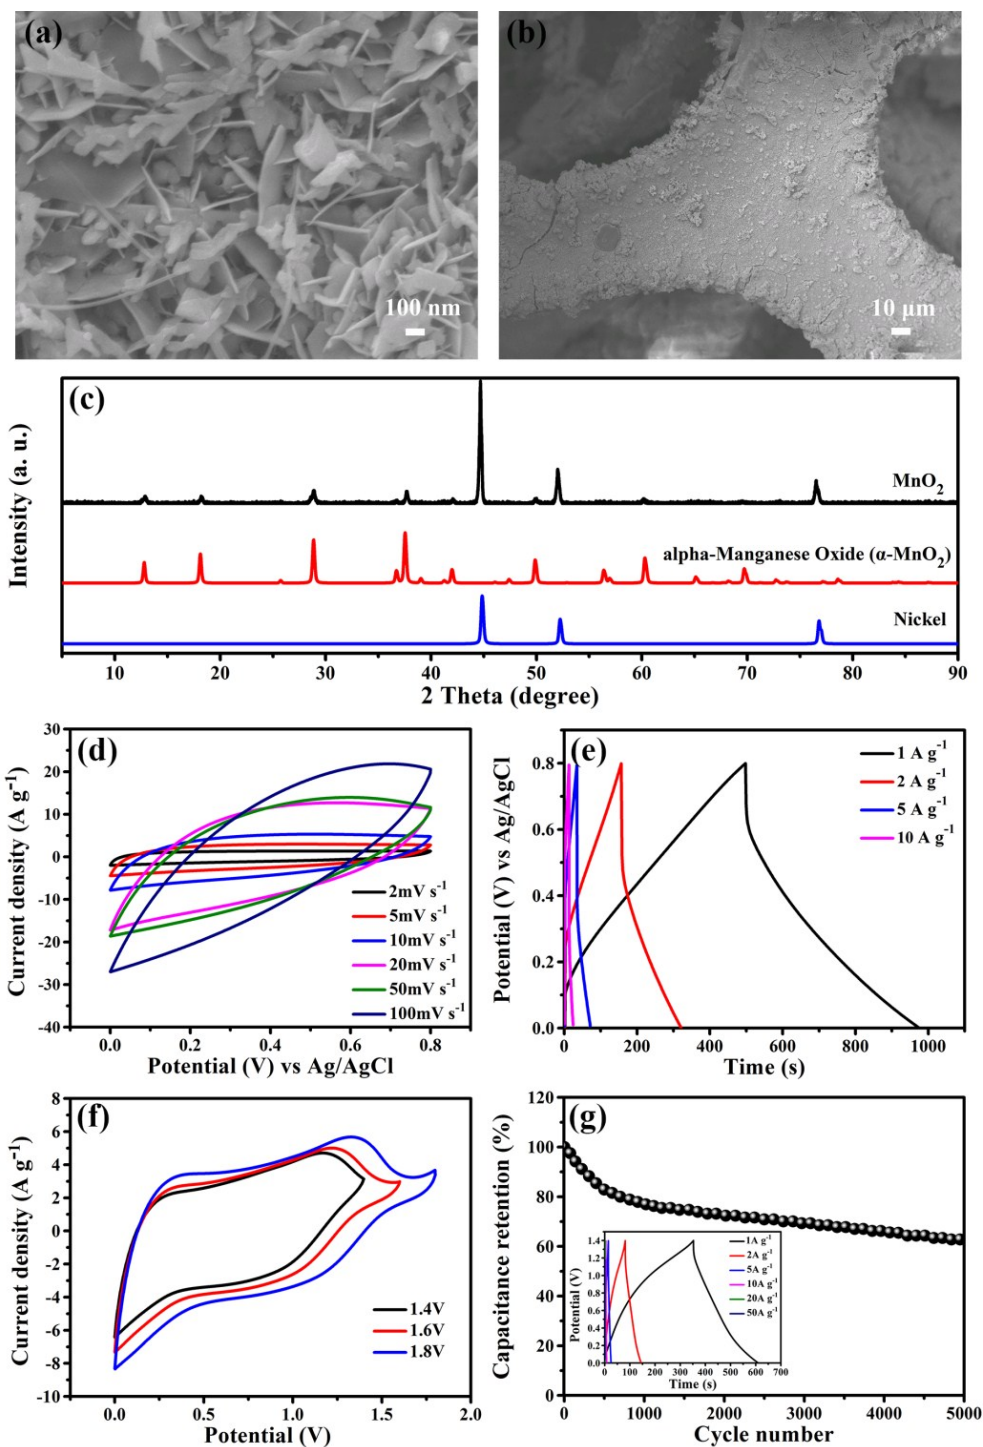 (a)
100 nm
(b)
10 μm
(c)
Intensity (a. u.)
MnO₂
alpha-Manganese Oxide (α-MnO₂)
Nickel
10 20 30 40 50 60 70 80 90
2 Theta (degree)
(d)
Current density (A g⁻¹)
30
20
10
0
-10
-20
-30
-40
2mV s⁻¹
5mV s⁻¹
10mV s⁻¹
20mV s⁻¹
50mV s⁻¹
100mV s⁻¹
0.0 0.2 0.4 0.6 0.8
Potential (V) vs Ag/AgCl
(e)
Potential (V) vs Ag/AgCl
0.8
0.6
0.4
0.2
0.0
1 A g⁻¹
2 A g⁻¹
5 A g⁻¹
10 A g⁻¹
0 200 400 600 800 1000
Time (s)
(f)
Current density (A g⁻¹)
8
6
4
2
0
-2
-4
-6
-8
-10
1.4V
1.6V
1.8V
0.0 0.5 1.0 1.5 2.0
Potential (V)
(g)
Capacitance retention (%)
120
100
80
60
40
20
0
Potential (V)
1.4
1.2
1.0
0.8
0.6
0.4
0.2
0.0
1A g⁻¹
2A g⁻¹
5A g⁻¹
10A g⁻¹
20A g⁻¹
50A g⁻¹
0 100 200 300 400 500 600 700
Time (s)
0 1000 2000 3000 4000 5000
Cycle number